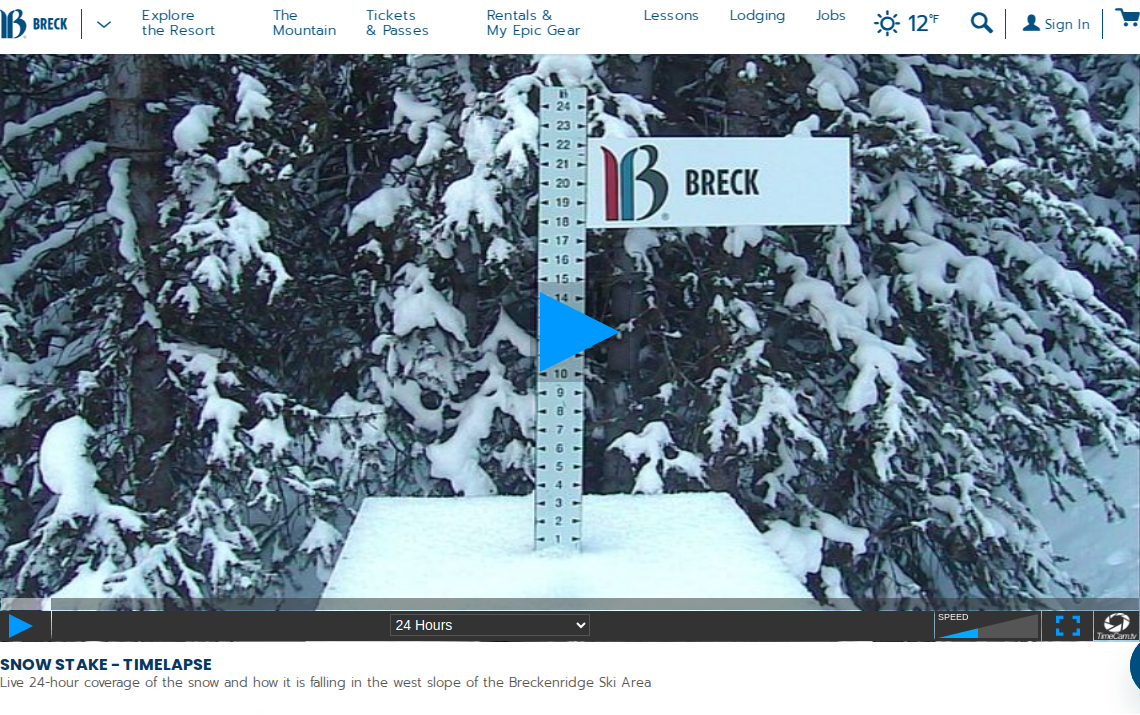 BRECK
Explore
the Resort
The
Mountain
Tickets
& Passes
Rentals &
My Epic Gear
Lessons
Lodging
Jobs
12°F
Sign In
24
23
22
21
20
19
18
17
16
15
14
10
9
8
7
6
5
4
3
2
1
B BRECK
24 Hours
SPEED
TimeCam.tv
SNOW STAKE - TIMELAPSE
Live 24-hour coverage of the snow and how it is falling in the west slope of the Breckenridge Ski Area